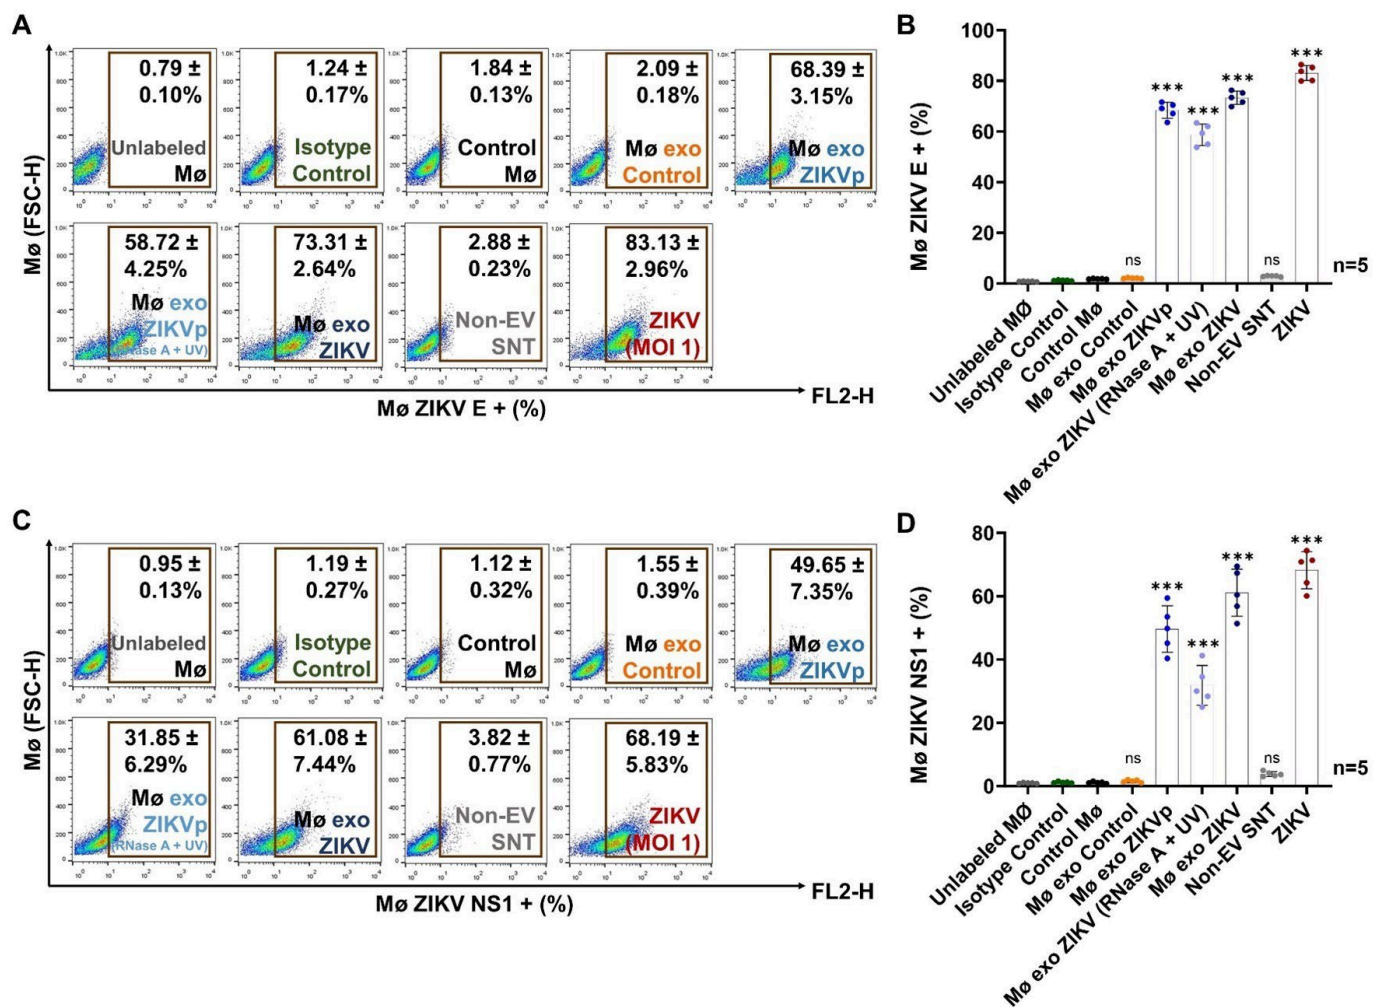 A
Mø (FSC-H)
0.79 ±
0.10%
Unlabeled
Mø
1.24 ±
0.17%
Isotype
Control
1.84 ±
0.13%
Control
Mø
2.09 ±
0.18%
Mø exo
Control
68.39 ±
3.15%
Mø exo
ZIKVp
58.72 ±
4.25%
Mø exo
ZIKVp
(RNase A + UV)
73.31 ±
2.64%
Mø exo
ZIKV
2.88 ±
0.23%
Non-EV
SNT
83.13 ±
2.96%
ZIKV
(MOI 1)
FL2-H
Mø ZIKV E + (%)
B
Mø ZIKV E + (%)
100
80
60
40
20
0
ns
***
***
***
ns
***
n=5
Unlabeled MØ
Isotype Control
Control Mø
Mø exo Control
Mø exo ZIKVp
Mø exo ZIKV (RNase A + UV)
Mø exo ZIKV
Non-EV SNT
ZIKV
C
Mø (FSC-H)
0.95 ±
0.13%
Unlabeled
Mø
1.19 ±
0.27%
Isotype
Control
1.12 ±
0.32%
Control
Mø
1.55 ±
0.39%
Mø exo
Control
49.65 ±
7.35%
Mø exo
ZIKVp
31.85 ±
6.29%
Mø exo
ZIKVp
(RNase A + UV)
61.08 ±
7.44%
Mø exo
ZIKV
3.82 ±
0.77%
Non-EV
SNT
68.19 ±
5.83%
ZIKV
(MOI 1)
FL2-H
Mø ZIKV NS1 + (%)
D
Mø ZIKV NS1 + (%)
80
60
40
20
0
ns
***
***
***
ns
***
n=5
Unlabeled MØ
Isotype Control
Control Mø
Mø exo Control
Mø exo ZIKVp
Mø exo ZIKV (RNase A + UV)
Mø exo ZIKV
Non-EV SNT
ZIKV